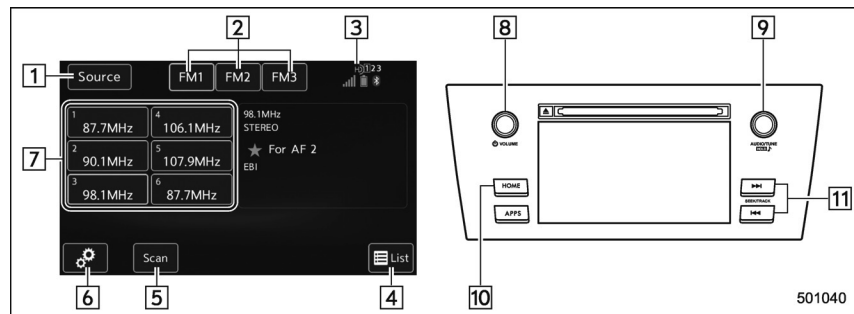 2
3
8
9
1
Source
FM1
FM2
FM3
HD 1 2 3
1
87.7MHz
4
106.1MHz
2
90.1MHz
5
107.9MHz
3
98.1MHz
6
87.7MHz
7
98.1MHz
STEREO
★ For AF 2
EBI
Scan
List
6
5
4
VOLUME
AUDIO/TUNE
HOLD
HOME
APPS
SEEK/TRACK
10
11
501040